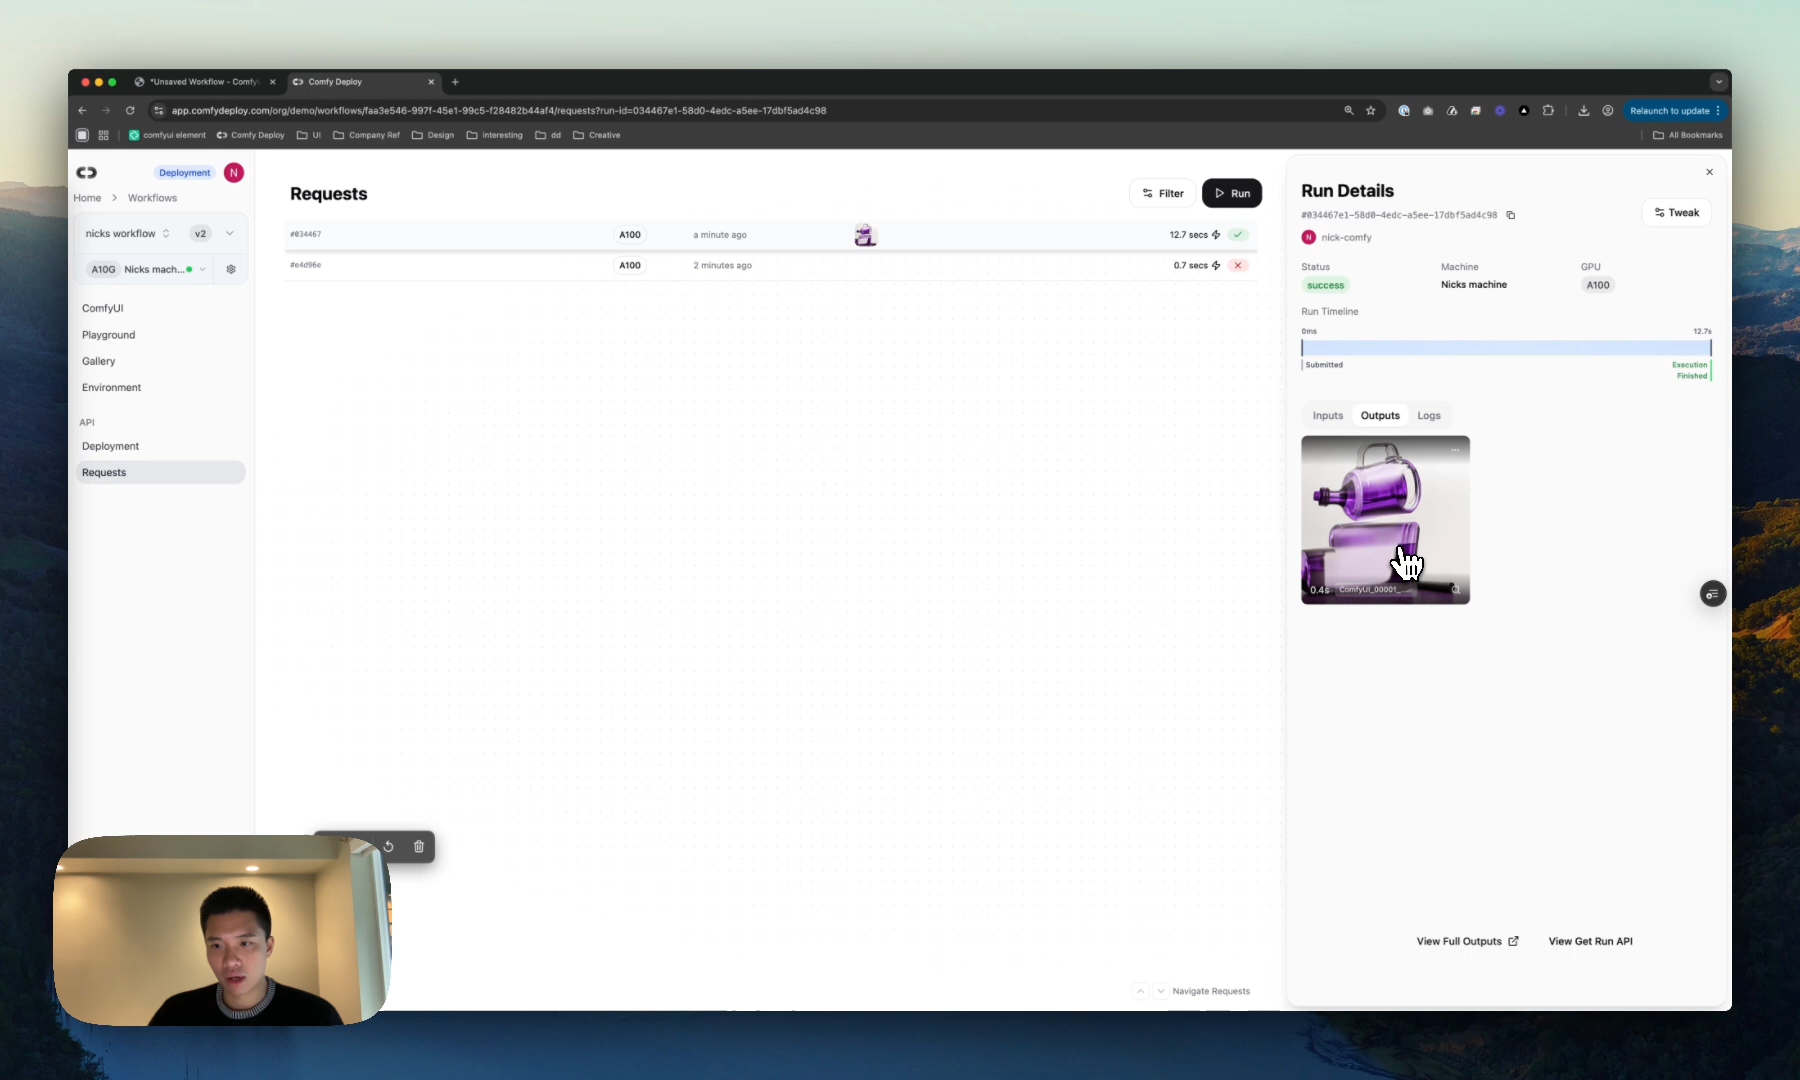 *Unsaved Workflow - Comfy
Comfy Deploy
app.comfydeploy.com/org/demo/workflows/faa3e546-997f-45e1-99c5-f28482b44af4/requests?run-id=034467e1-58d0-4edc-a5ee-17dbf5ad4c98
Relaunch to update
comfyui element
Comfy Deploy
UI
Company Ref
Design
interesting
dd
Creative
All Bookmarks
Deployment
N
Home > Workflows
nicks workflow
v2
A10G
Nicks mach...
ComfyUI
Playground
Gallery
Environment
API
Deployment
Requests
Requests
Filter
Run
#034467
A100
a minute ago
12.7 secs
#e4d96e
A100
2 minutes ago
0.7 secs
Navigate Requests
Run Details
#034467e1-58d0-4edc-a5ee-17dbf5ad4c98
Tweak
N
nick-comfy
Status
Machine
GPU
success
Nicks machine
A100
Run Timeline
0ms
12.7s
Submitted
Execution
Finished
Inputs
Outputs
Logs
0.4s
ComfyUI_00001_...
View Full Outputs
View Get Run API